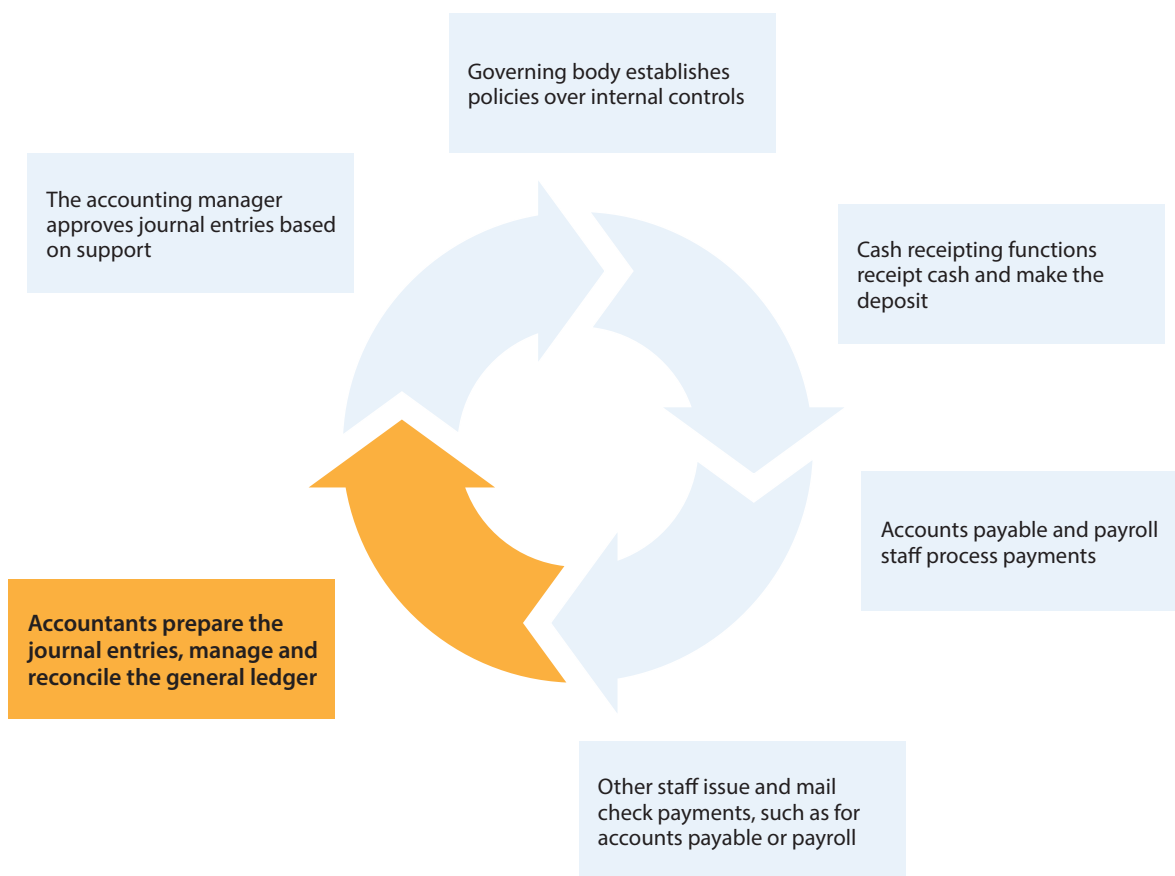 Governing body establishes
policies over internal controls
Cash receipting functions
receipt cash and make the
deposit
Accounts payable and payroll
staff process payments
Other staff issue and mail
check payments, such as for
accounts payable or payroll
Accountants prepare the
journal entries, manage and
reconcile the general ledger
The accounting manager
approves journal entries based
on support